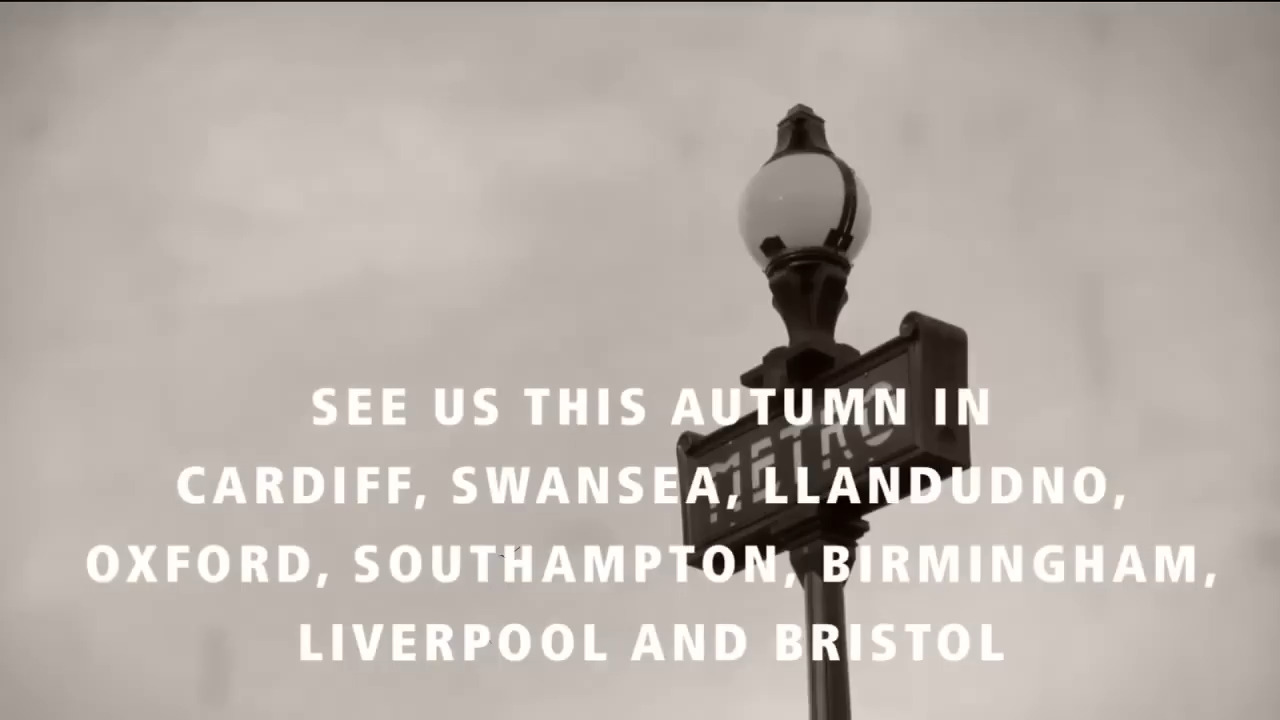 METRO
SEE US THIS AUTUMN IN
CARDIFF, SWANSEA, LLANDUDNO,
OXFORD, SOUTHAMPTON, BIRMINGHAM,
LIVERPOOL AND BRISTOL